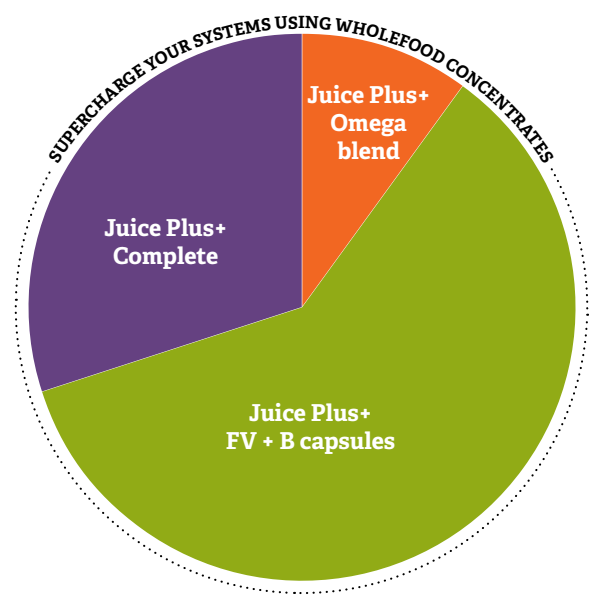 SUPERCHARGE YOUR SYSTEMS USING WHOLEFOOD CONCENTRATES
Juice Plus+
Omega
blend
Juice Plus+
Complete
Juice Plus+
FV + B capsules